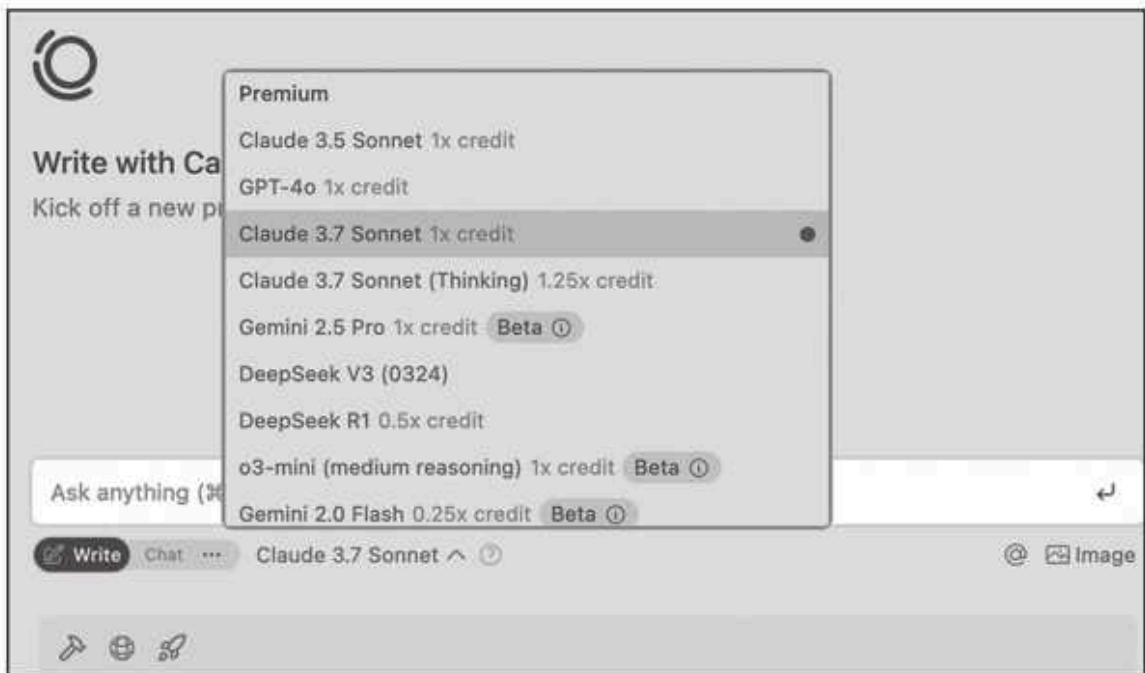 Premium
Claude 3.5 Sonnet 1x credit
Write with Ca
GPT-4o 1x credit
Kick off a new pr
Claude 3.7 Sonnet 1x credit
Claude 3.7 Sonnet (Thinking) 1.25x credit
Gemini 2.5 Pro 1x credit Beta
DeepSeek V3 (0324)
DeepSeek R1 0.5x credit
o3-mini (medium reasoning) 1x credit Beta
Ask anything (⌘
Gemini 2.0 Flash 0.25x credit Beta
Write Chat ··· Claude 3.7 Sonnet
@ Image